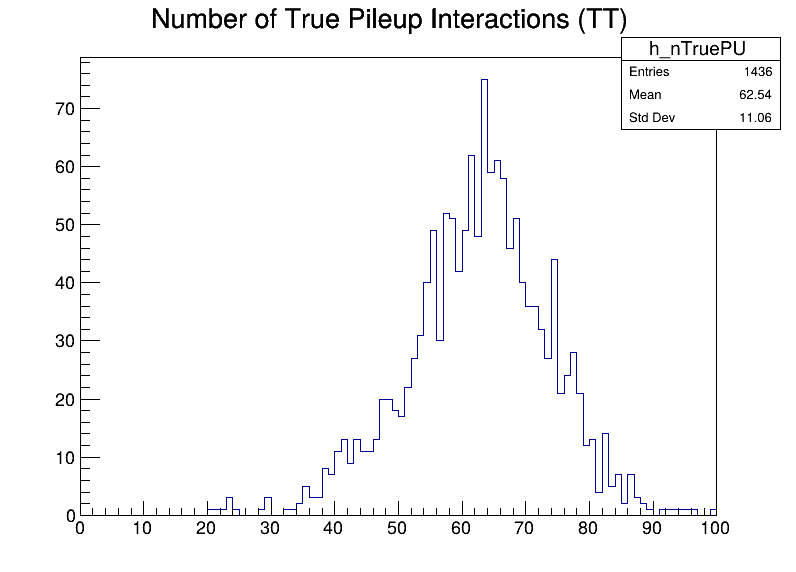 Number of True Pileup Interactions (TT)
h_nTruePU
Entries 1436
Mean 62.54
Std Dev 11.06
70
60
50
40
30
20
10
0
0 10 20 30 40 50 60 70 80 90 100